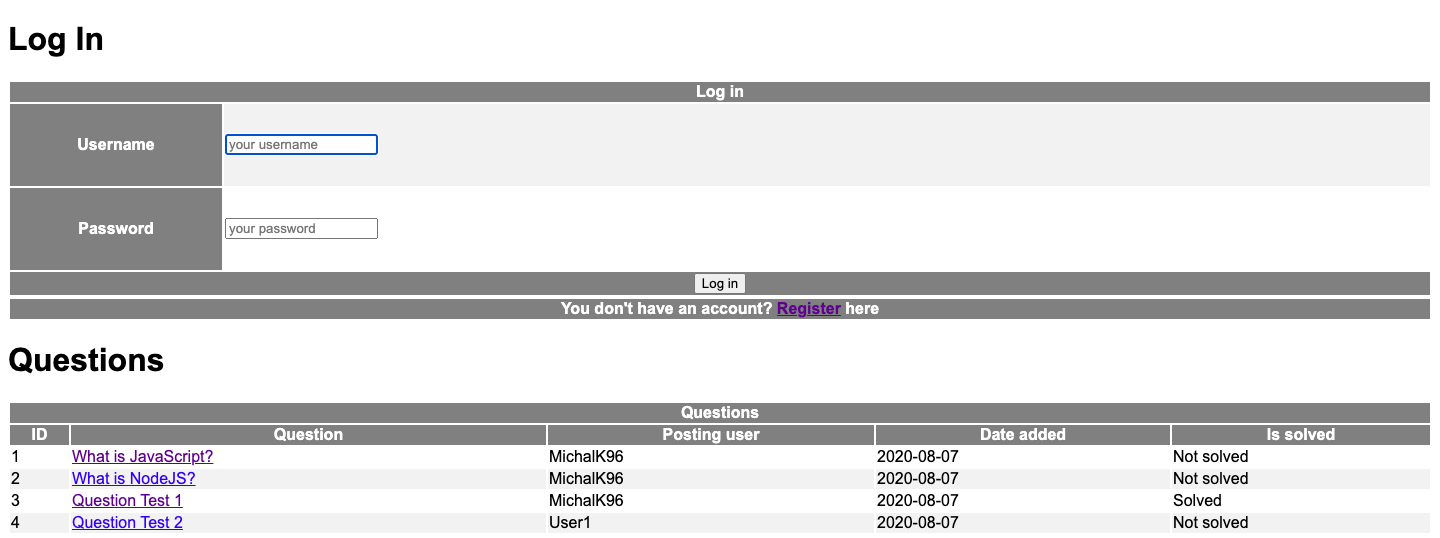 Log In
Log in
Username your username
Password your password
Log in
You don't have an account? Register here
Questions
Questions
ID Question Posting user Date added Is solved
1 What is JavaScript? MichalK96 2020-08-07 Not solved
2 What is NodeJS? MichalK96 2020-08-07 Not solved
3 Question Test 1 MichalK96 2020-08-07 Solved
4 Question Test 2 User1 2020-08-07 Not solved